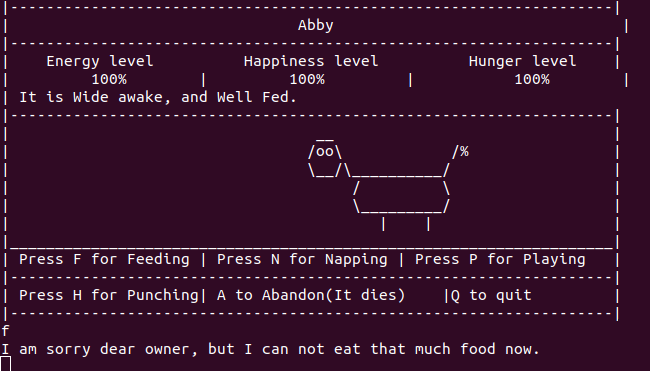 |-------------------------------------------------------------------|
| Abby |
|-------------------------------------------------------------------|
| Energy level Happiness level Hunger level |
| 100% | 100% | 100% |
| It is Wide awake, and Well Fed.
|-------------------------------------------------------------------|
| __ |
| /oo\ /% |
| \__/\__________/ |
| / \ |
| \_________/ |
| | | |
|___________________________________________________________________|
| Press F for Feeding | Press N for Napping | Press P for Playing |
|-------------------------------------------------------------------|
| Press H for Punching| A to Abandon(It dies) |Q to quit |
|-------------------------------------------------------------------|
f
I am sorry dear owner, but I can not eat that much food now.